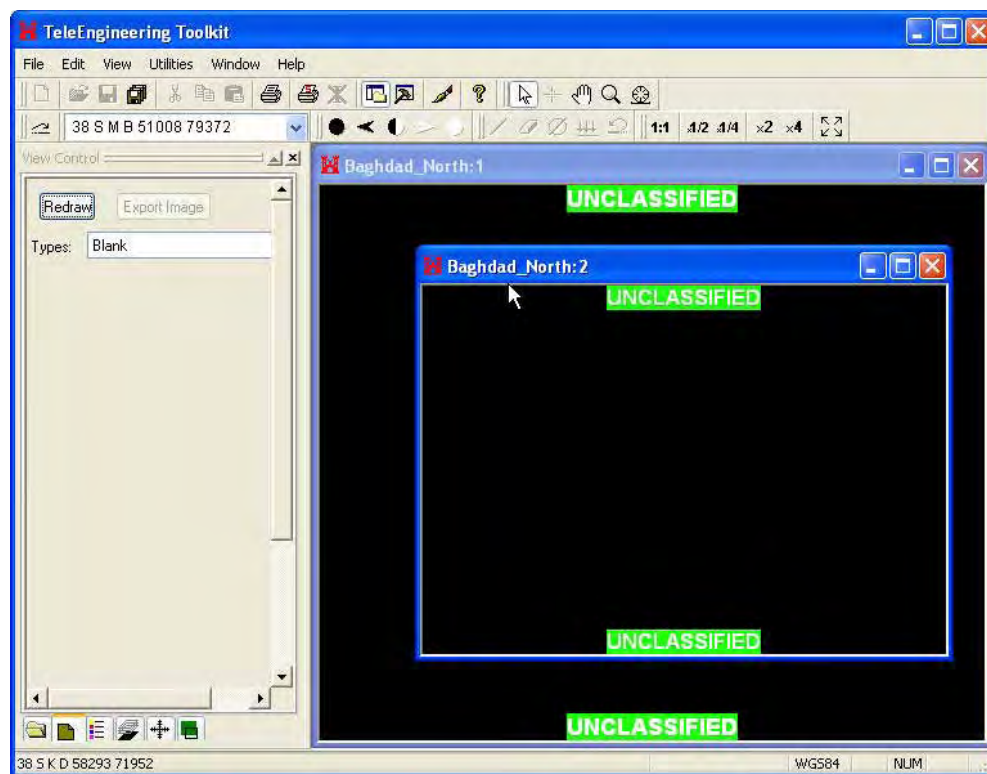 TeleEngineering Toolkit
File Edit View Utilities Window Help
38 S M B 51008 79372
1:1 1/2 1/4 x2 x4
View Control
Baghdad_North:1
UNCLASSIFIED
Redraw Export Image
Types: Blank
Baghdad_North:2
UNCLASSIFIED
UNCLASSIFIED
UNCLASSIFIED
38 S K D 58293 71952 WGS84 NUM